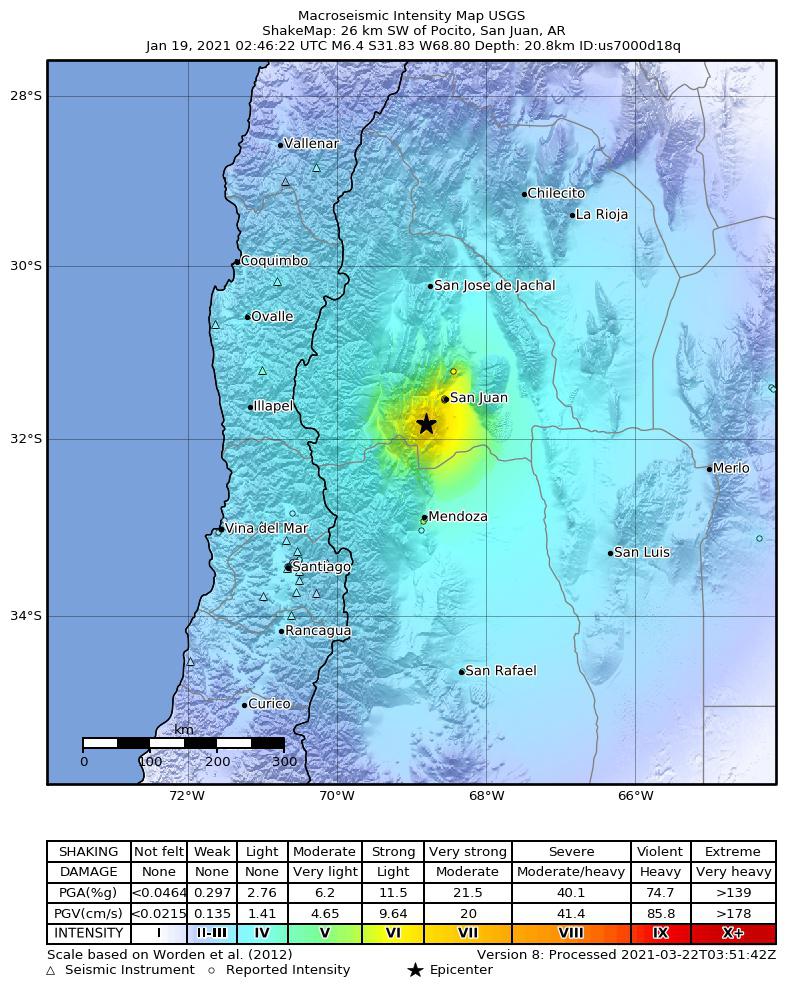 Macroseismic Intensity Map USGS
ShakeMap: 26 km SW of Pocito, San Juan, AR
Jan 19, 2021 02:46:22 UTC M6.4 S31.83 W68.80 Depth: 20.8km ID:us7000d18q
28°S
Vallenar
Chilecito
La Rioja
Coquimbo
30°S
San Jose de Jachal
Ovalle
San Juan
Illapel
32°S
Merlo
Mendoza
Vina del Mar
San Luis
Santiago
34°S
Rancagua
San Rafael
Curico
km
0 100 200 300
72°W 70°W 68°W 66°W
SHAKING Not felt Weak Light Moderate Strong Very strong Severe Violent Extreme
DAMAGE None None None Very light Light Moderate Moderate/heavy Heavy Very heavy
PGA(%g) <0.0464 0.297 2.76 6.2 11.5 21.5 40.1 74.7 >139
PGV(cm/s) <0.0215 0.135 1.41 4.65 9.64 20 41.4 85.8 >178
INTENSITY I II-III IV V VI VII VIII IX X+
Scale based on Worden et al. (2012) Version 8: Processed 2021-03-22T03:51:42Z
△ Seismic Instrument ○ Reported Intensity ★ Epicenter